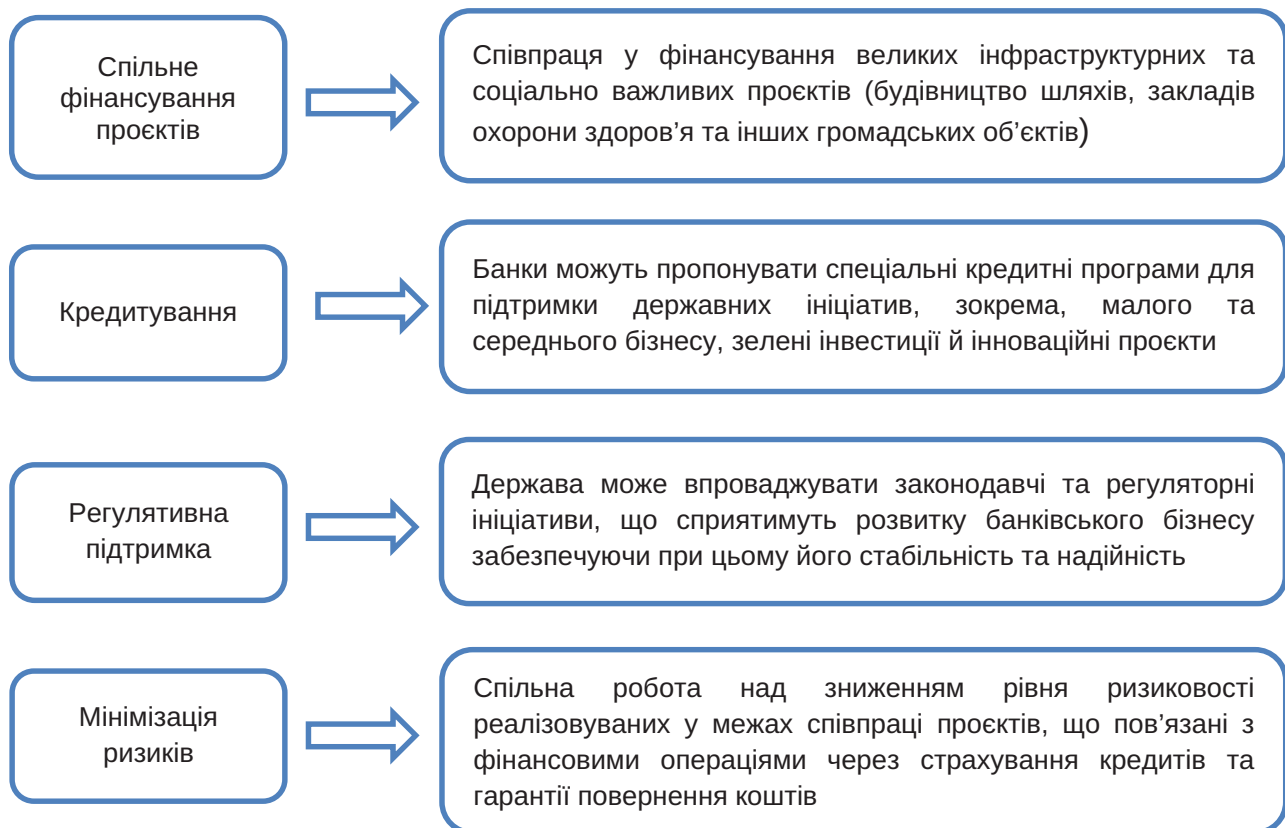 Спільне
фінансування
проєктів
Співпраця у фінансування великих інфраструктурних та
соціально важливих проєктів (будівництво шляхів, закладів
охорони здоров’я та інших громадських об’єктів)
Кредитування
Банки можуть пропонувати спеціальні кредитні програми для
підтримки державних ініціатив, зокрема, малого та
середнього бізнесу, зелені інвестиції й інноваційні проєкти
Регулятивна
підтримка
Держава може впроваджувати законодавчі та регуляторні
ініціативи, що сприятимуть розвитку банківського бізнесу
забезпечуючи при цьому його стабільність та надійність
Мінімізація
ризиків
Спільна робота над зниженням рівня ризиковості
реалізовуваних у межах співпраці проєктів, що пов’язані з
фінансовими операціями через страхування кредитів та
гарантії повернення коштів